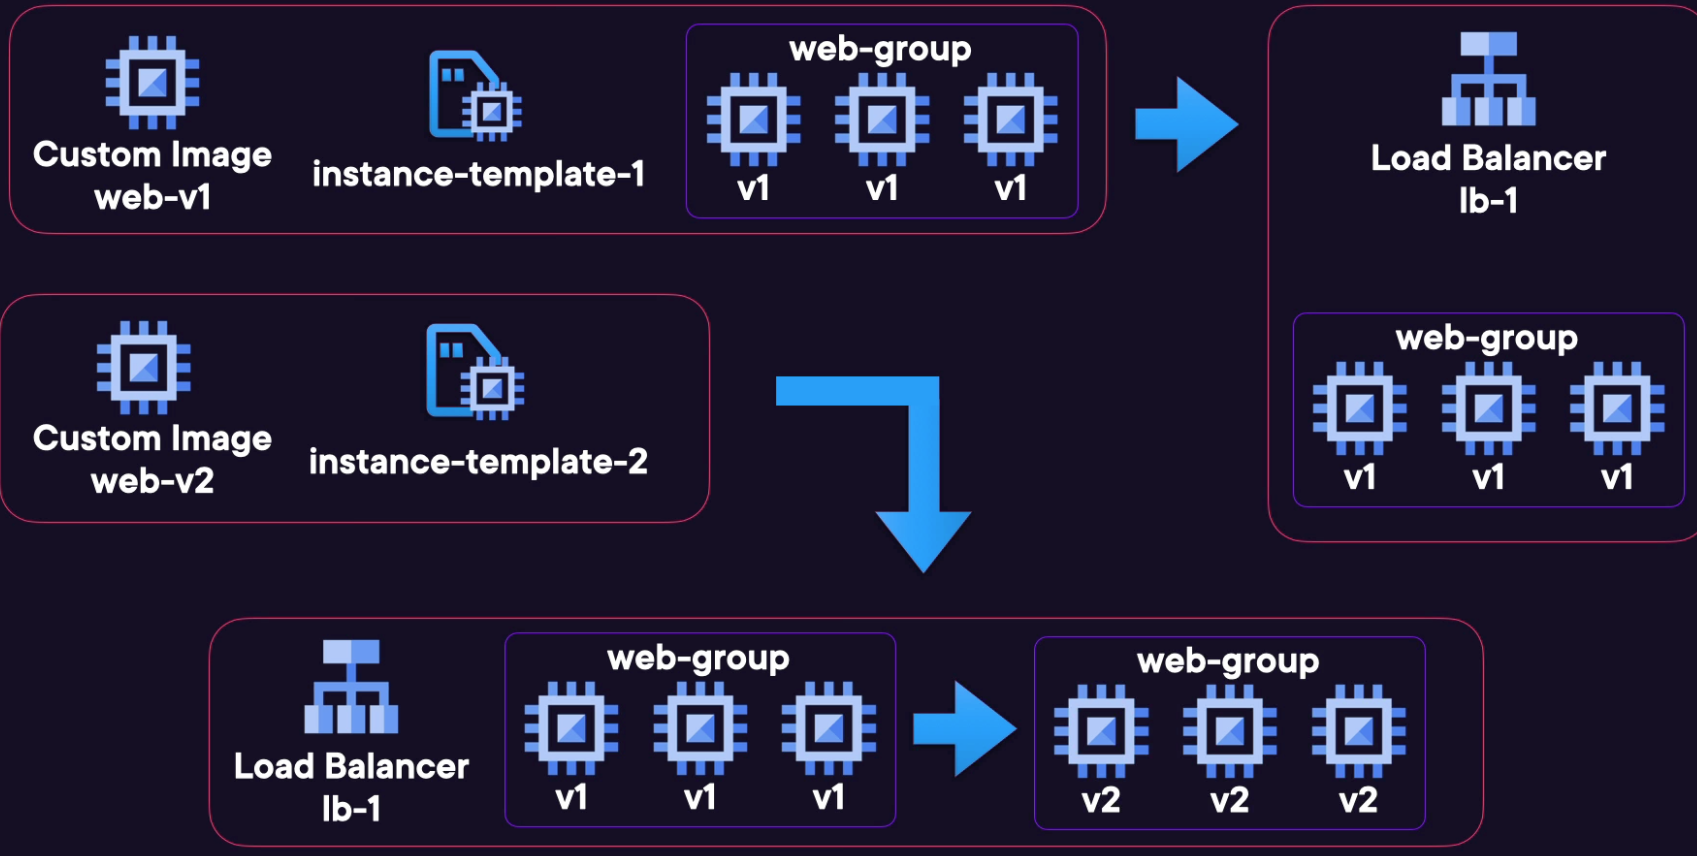 Custom Image
web-v1
instance-template-1
web-group
v1 v1 v1
Load Balancer
lb-1
web-group
v1 v1 v1
Custom Image
web-v2
instance-template-2
Load Balancer
lb-1
web-group
v1 v1 v1
web-group
v2 v2 v2